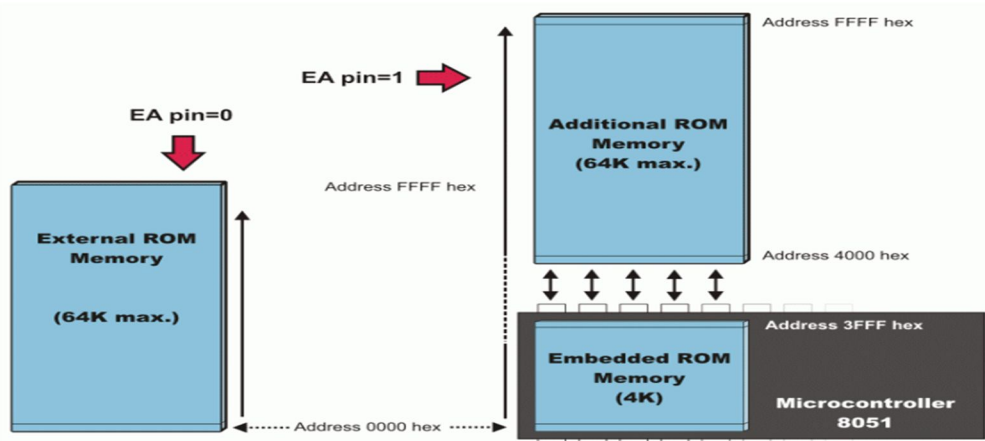 EA pin=0
External ROM
Memory
(64K max.)
Address FFFF hex
Address 0000 hex
EA pin=1
Address FFFF hex
Additional ROM
Memory
(64K max.)
Address 4000 hex
Address 3FFF hex
Embedded ROM
Memory
(4K)
Microcontroller
8051